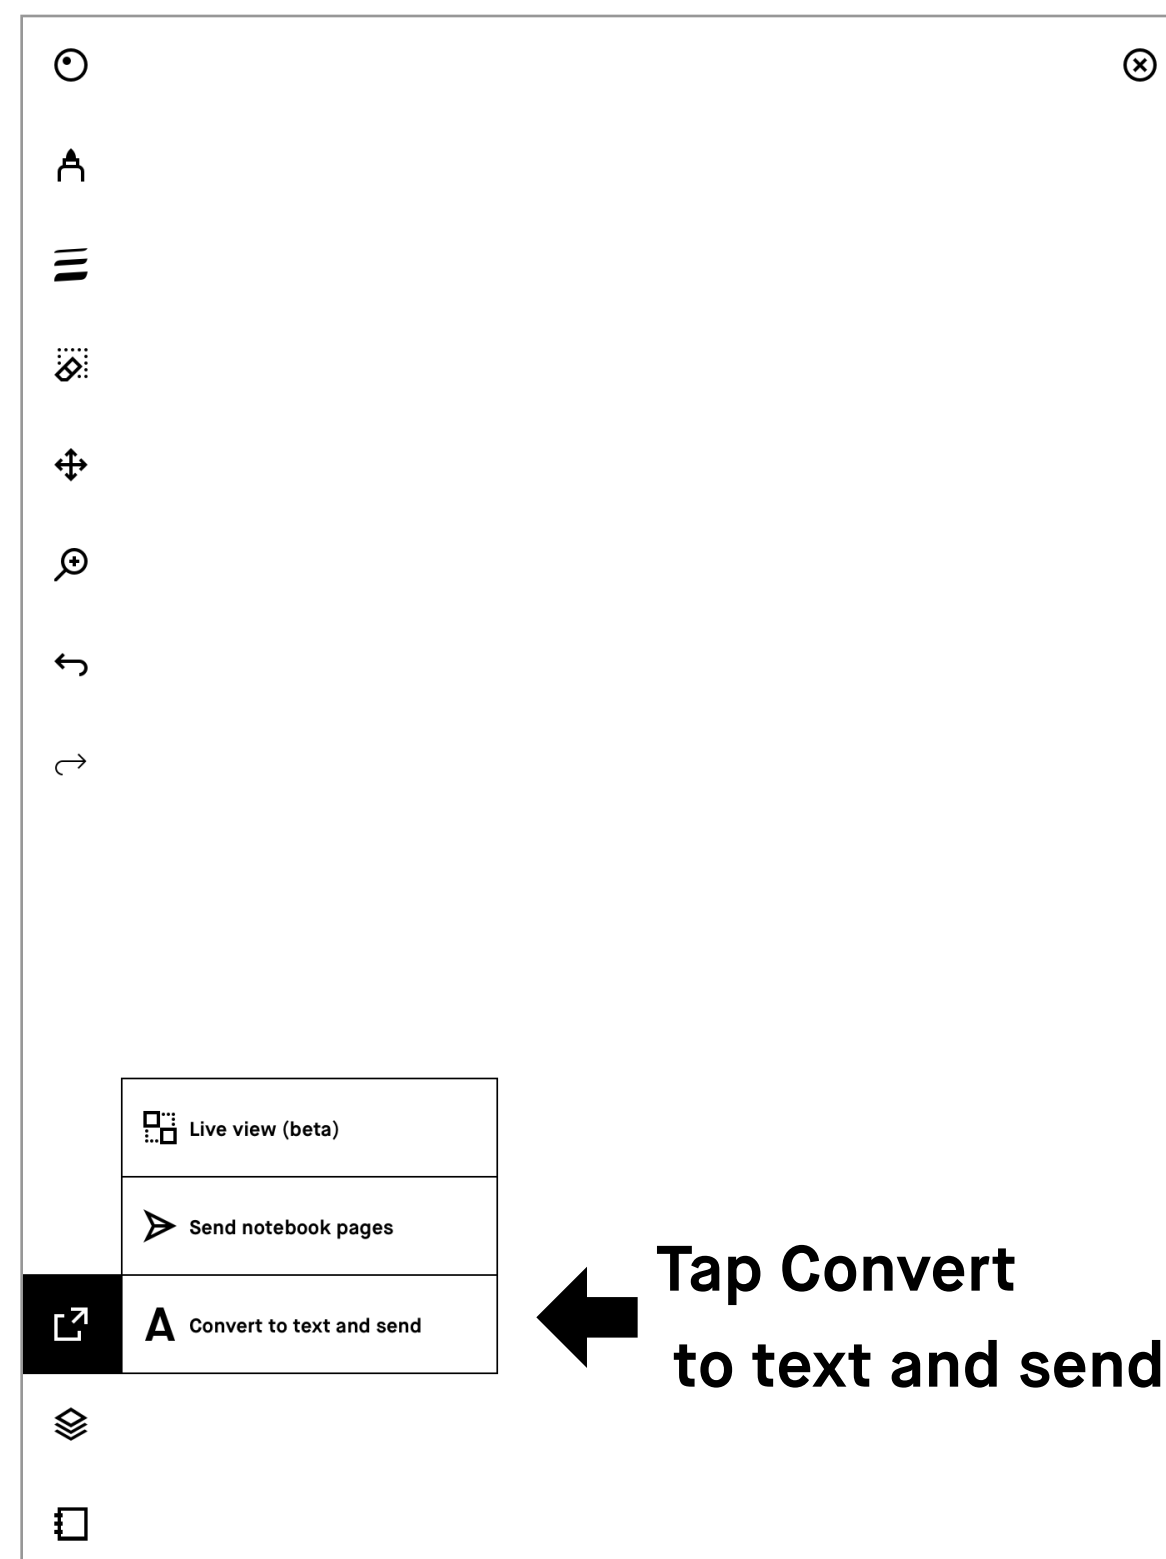 Live view (beta)
Send notebook pages
A Convert to text and send
Tap Convert
to text and send